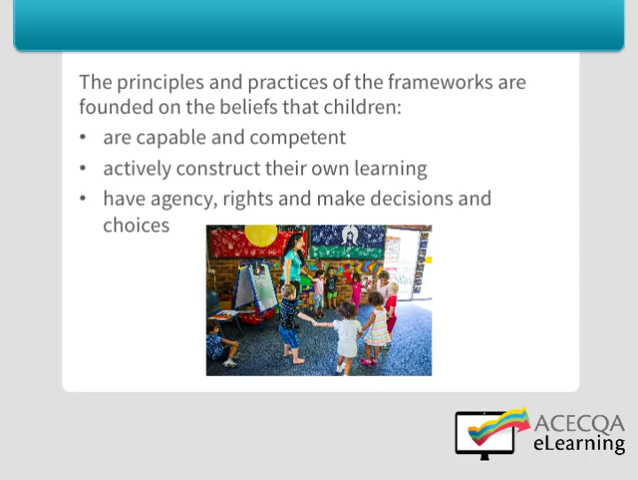 The principles and practices of the frameworks are
founded on the beliefs that children:
• are capable and competent
• actively construct their own learning
• have agency, rights and make decisions and
choices
ACECQA
eLearning